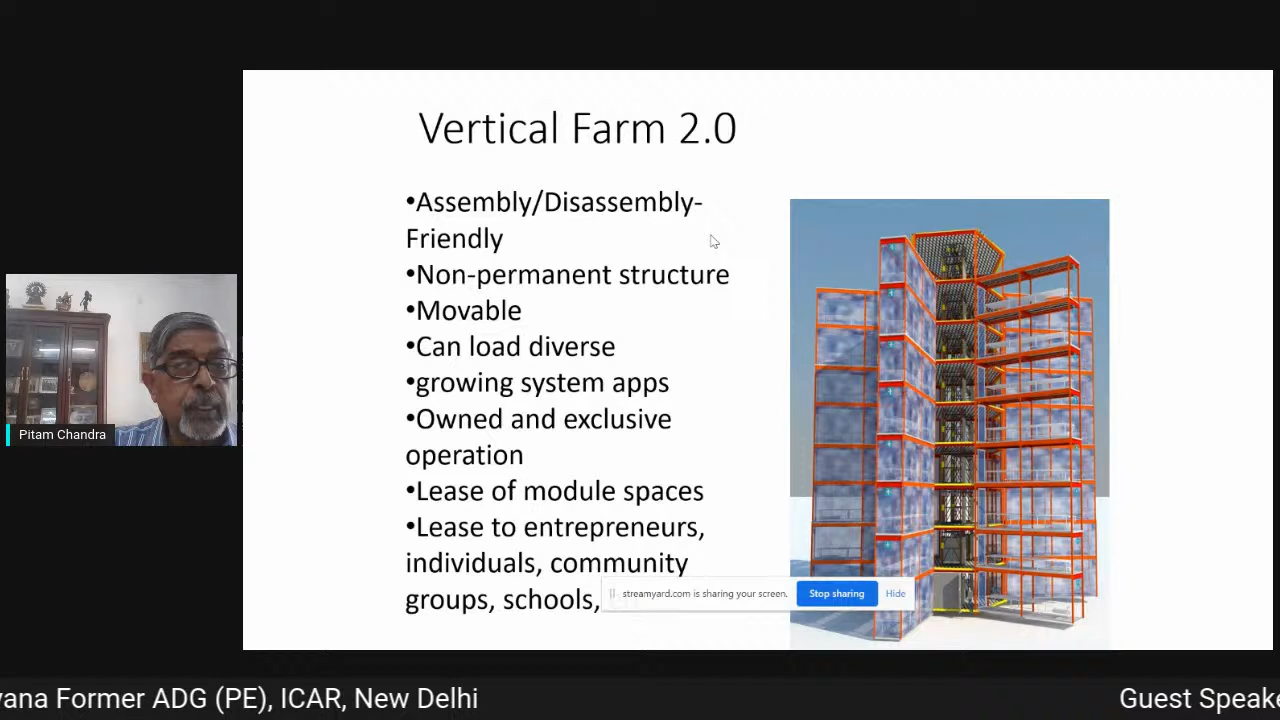 Vertical Farm 2.0
•Assembly/Disassembly-
Friendly
•Non-permanent structure
•Movable
•Can load diverse
•growing system apps
•Owned and exclusive
operation
•Lease of module spaces
•Lease to entrepreneurs,
individuals, community
groups, schools,
streamyard.com is sharing your screen.
Stop sharing
Hide
Pitam Chandra
yana Former ADG (PE), ICAR, New Delhi
Guest Speake